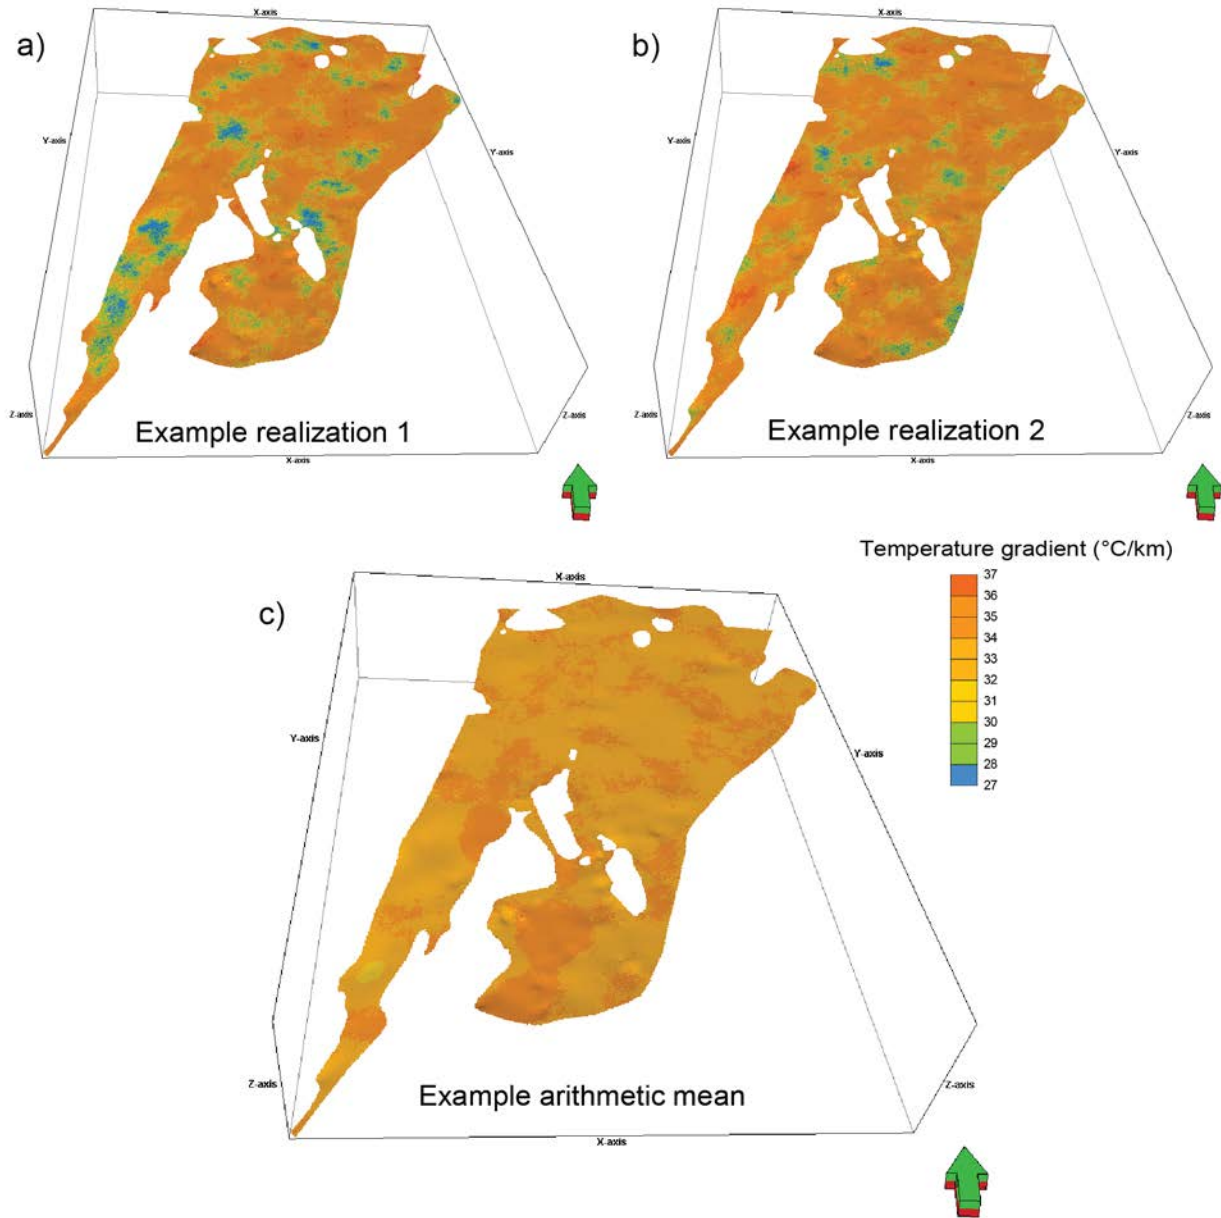 a)
X-axis
Y-axis
Y-axis
Z-axis
Z-axis
Example realization 1
X-axis
b)
X-axis
Y-axis
Y-axis
Z-axis
Z-axis
Example realization 2
X-axis
Temperature gradient (°C/km)
37
36
35
34
33
32
31
30
29
28
27
c)
X-axis
Y-axis
Y-axis
Z-axis
Z-axis
Example arithmetic mean
X-axis